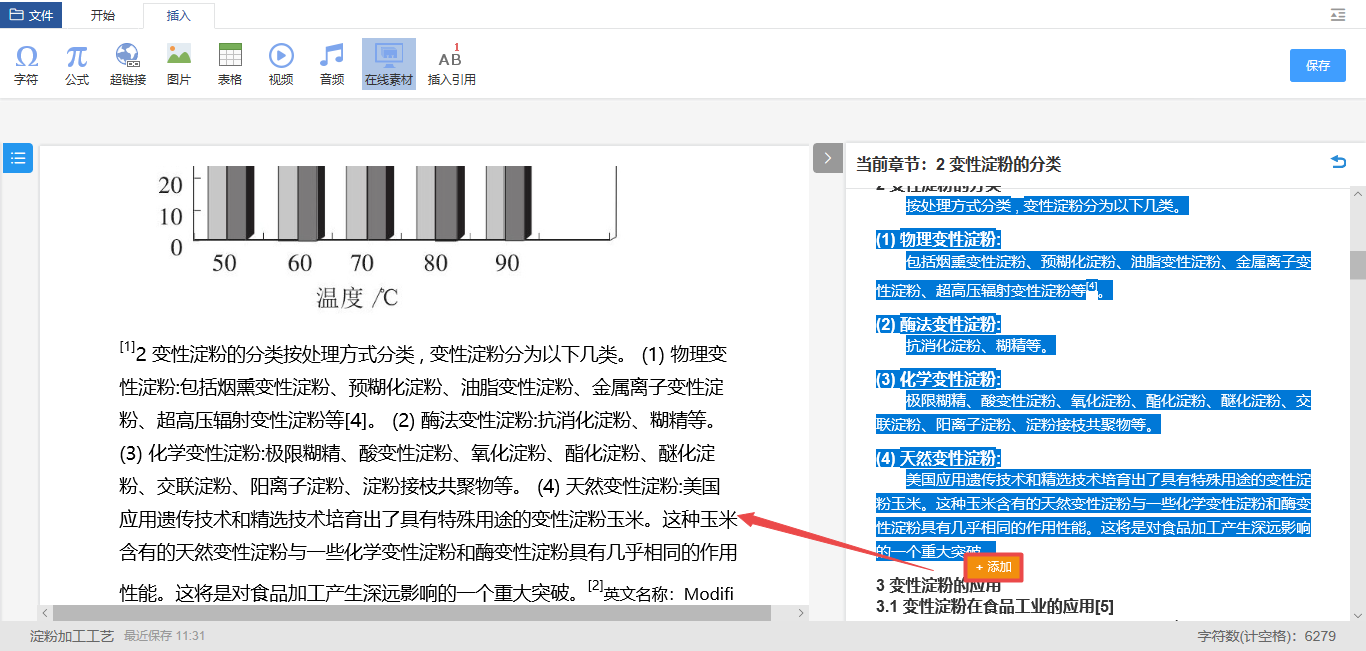 文件 开始 插入
Ω π AB 1
字符 公式 超链接 图片 表格 视频 音频 在线素材 插入引用
保存
20
10
0
50 60 70 80 90
温度 /℃
[1]2 变性淀粉的分类按处理方式分类 , 变性淀粉分为以下几类。 (1) 物理变
性淀粉:包括烟熏变性淀粉、预糊化淀粉、油脂变性淀粉、金属离子变性淀
粉、超高压辐射变性淀粉等[4]。 (2) 酶法变性淀粉:抗消化淀粉、糊精等。
(3) 化学变性淀粉:极限糊精、酸变性淀粉、氧化淀粉、酯化淀粉、醚化淀
粉、交联淀粉、阳离子淀粉、淀粉接枝共聚物等。 (4) 天然变性淀粉:美国
应用遗传技术和精选技术培育出了具有特殊用途的变性淀粉玉米。这种玉米
含有的天然变性淀粉与一些化学变性淀粉和酶变性淀粉具有几乎相同的作用
性能。这将是对食品加工产生深远影响的一个重大突破。[2]英文名称：Modifi
当前章节：2 变性淀粉的分类
2 变性淀粉的分类
按处理方式分类 , 变性淀粉分为以下几类。
(1) 物理变性淀粉:
包括烟熏变性淀粉、预糊化淀粉、油脂变性淀粉、金属离子变
性淀粉、超高压辐射变性淀粉等[4]。
(2) 酶法变性淀粉:
抗消化淀粉、糊精等。
(3) 化学变性淀粉:
极限糊精、酸变性淀粉、氧化淀粉、酯化淀粉、醚化淀粉、交
联淀粉、阳离子淀粉、淀粉接枝共聚物等。
(4) 天然变性淀粉:
美国应用遗传技术和精选技术培育出了具有特殊用途的变性淀
粉玉米。这种玉米含有的天然变性淀粉与一些化学变性淀粉和酶变
性淀粉具有几乎相同的作用性能。这将是对食品加工产生深远影响
的一个重大突破。
+ 添加
3 变性淀粉的应用
3.1 变性淀粉在食品工业的应用[5]
淀粉加工工艺 最近保存 11:31
字符数(计空格)： 6279